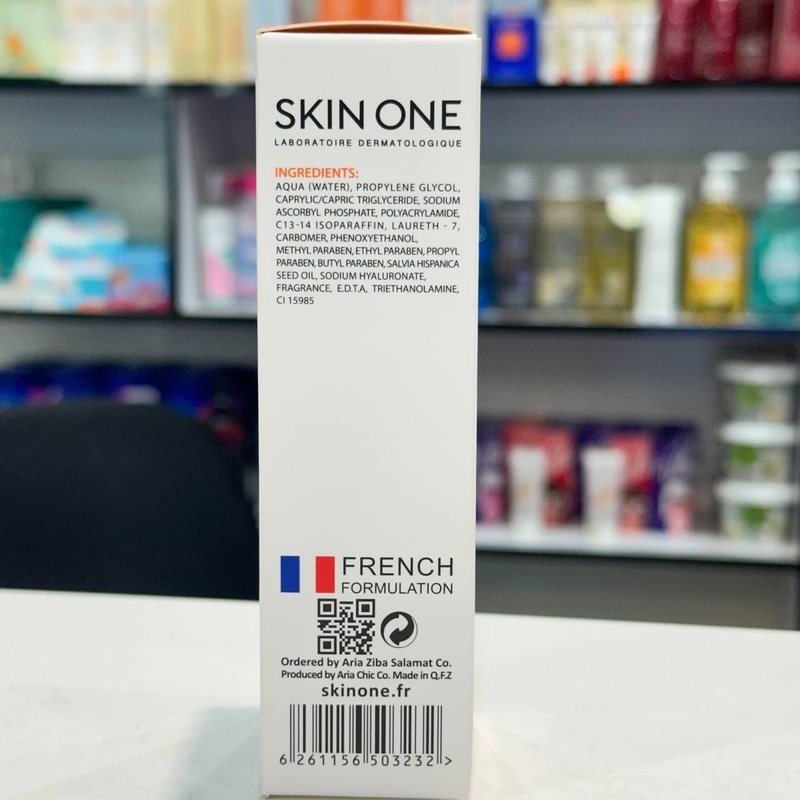 SKIN ONE
LABORATOIRE DERMATOLOGIQUE
INGREDIENTS:
AQUA (WATER), PROPYLENE GLYCOL,
CAPRYLIC/CAPRIC TRIGLYCERIDE, SODIUM
ASCORBYL PHOSPHATE, POLYACRYLAMIDE,
C13-14 ISOPARAFFIN, LAURETH - 7,
CARBOMER, PHENOXYETHANOL,
METHYL PARABEN, ETHYL PARABEN, PROPYL
PARABEN, BUTYL PARABEN, SALVIA HISPANICA
SEED OIL, SODIUM HYALURONATE,
FRAGRANCE, E.D.T.A, TRIETHANOLAMINE,
CI 15985
FRENCH
FORMULATION
Ordered by Aria Ziba Salamat Co.
Produced by Aria Chic Co. Made in Q.F.Z
skinone.fr
6 261156 503232 >